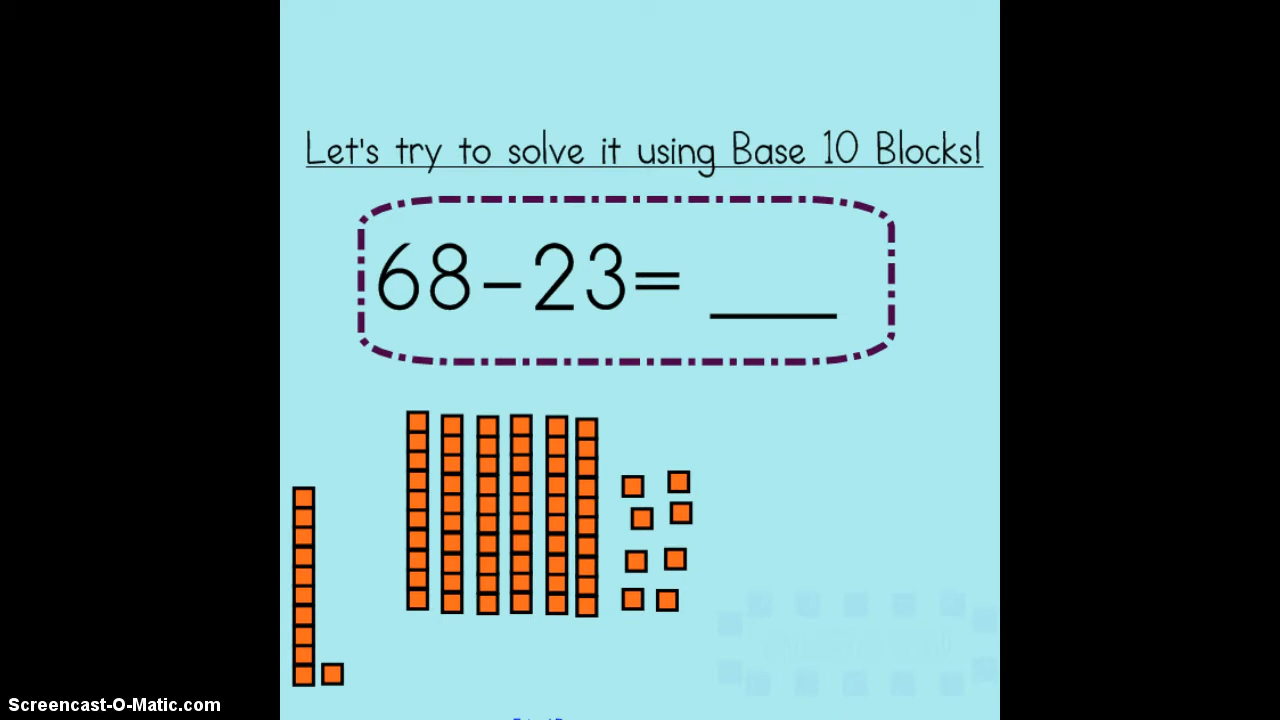 Let's try to solve it using Base 10 Blocks!
68-23= ___
Screencast-O-Matic.com